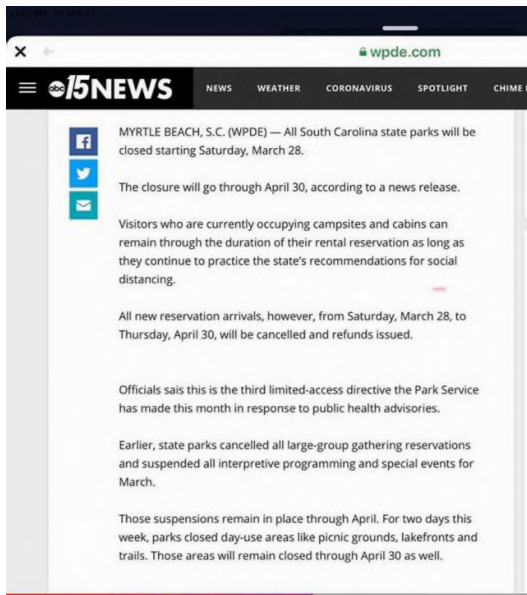 wpde.com
abc 15 NEWS
NEWS WEATHER CORONAVIRUS SPOTLIGHT CHIME
MYRTLE BEACH, S.C. (WPDE) — All South Carolina state parks will be
closed starting Saturday, March 28.
The closure will go through April 30, according to a news release.
Visitors who are currently occupying campsites and cabins can
remain through the duration of their rental reservation as long as
they continue to practice the state's recommendations for social
distancing.
All new reservation arrivals, however, from Saturday, March 28, to
Thursday, April 30, will be cancelled and refunds issued.
Officials sais this is the third limited-access directive the Park Service
has made this month in response to public health advisories.
Earlier, state parks cancelled all large-group gathering reservations
and suspended all interpretive programming and special events for
March.
Those suspensions remain in place through April. For two days this
week, parks closed day-use areas like picnic grounds, lakefronts and
trails. Those areas will remain closed through April 30 as well.